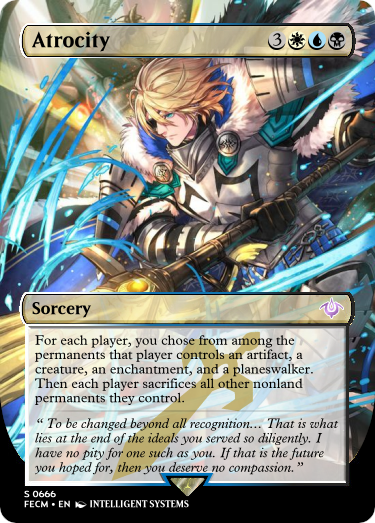 Atrocity 3
Sorcery
For each player, you chose from among the
permanents that player controls an artifact, a
creature, an enchantment, and a planeswalker.
Then each player sacrifices all other nonland
permanents they control.
“ To be changed beyond all recognition… That is what
lies at the end of the ideals you served so diligently. I
have no pity for one such as you. If that is the future
you hoped for, then you deserve no compassion.”
S 0666
FECM • EN INTELLIGENT SYSTEMS